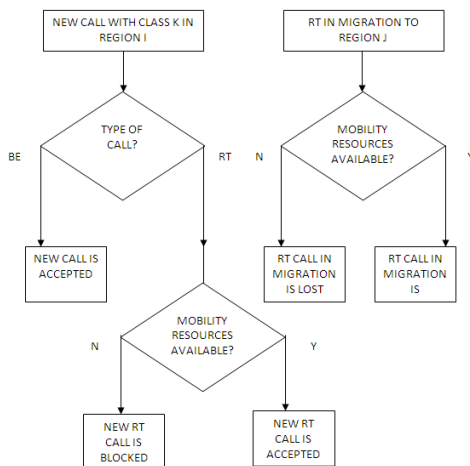 NEW CALL WITH CLASS K IN
REGION I
RT IN MIGRATION TO
REGION J
TYPE OF
CALL?
MOBILITY
RESOURCES
AVAILABLE?
BE
RT
N
Y
NEW CALL IS
ACCEPTED
RT CALL IN
MIGRATION
IS LOST
RT CALL IN
MIGRATION
IS
MOBILITY
RESOURCES
AVAILABLE?
N
Y
NEW RT
CALL IS
BLOCKED
NEW RT
CALL IS
ACCEPTED